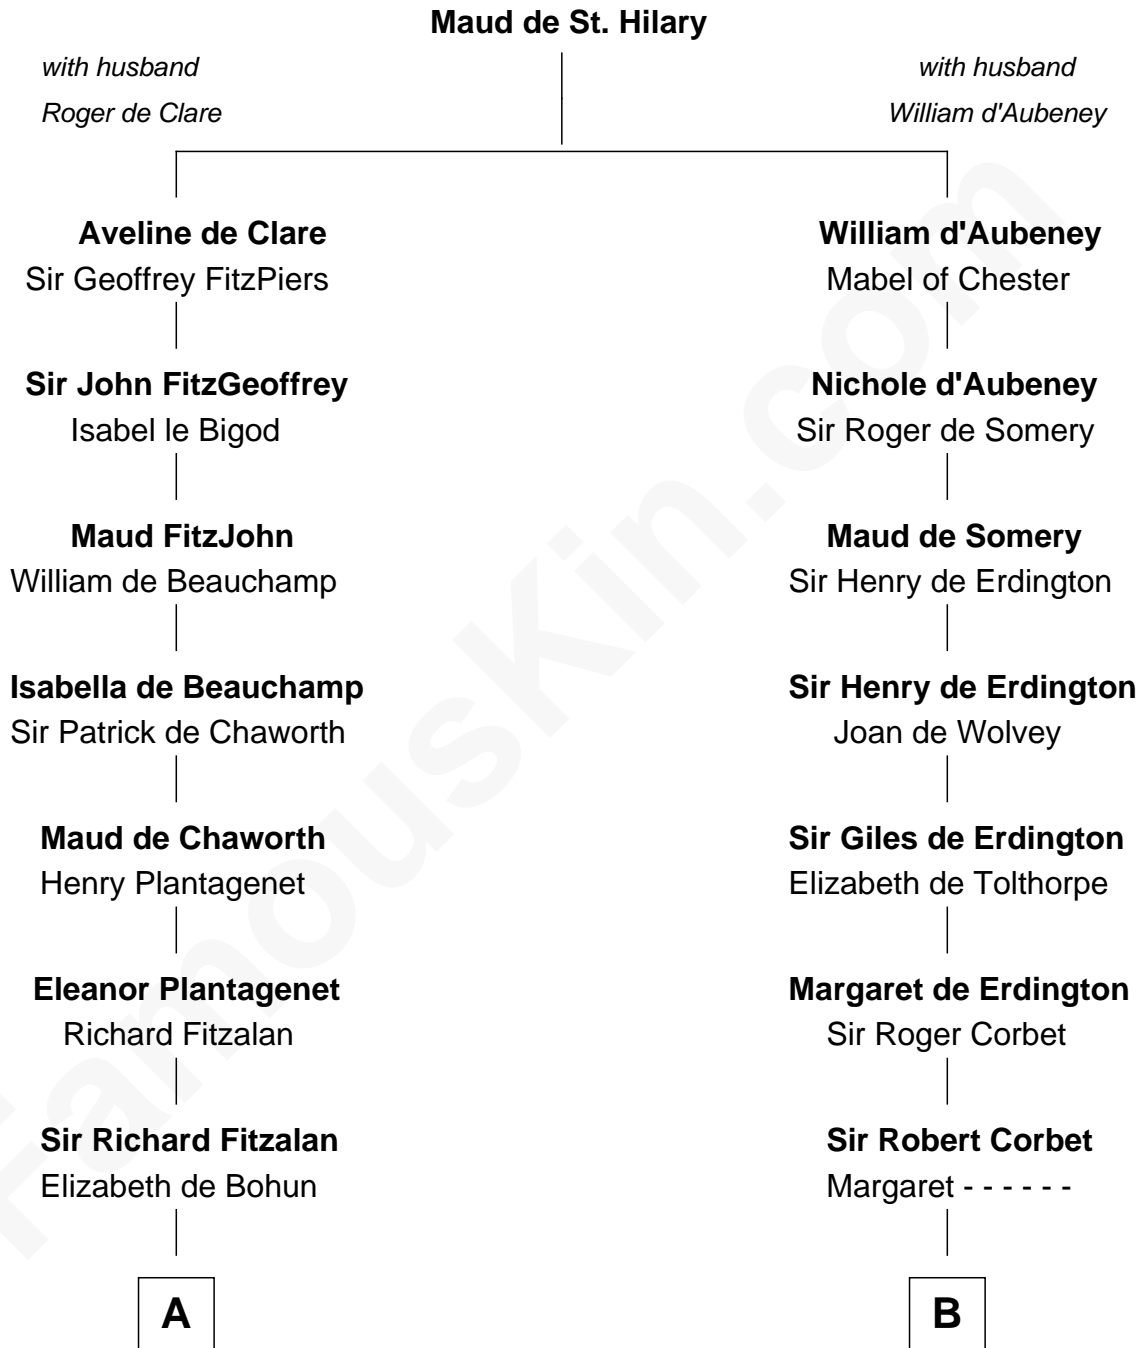 Maud de St. Hilary
with husband
Roger de Clare
with husband
William d'Aubeney
Aveline de Clare
Sir Geoffrey FitzPiers
William d'Aubeney
Mabel of Chester
Sir John FitzGeoffrey
Isabel le Bigod
Nichole d'Aubeney
Sir Roger de Somery
Maud FitzJohn
William de Beauchamp
Maud de Somery
Sir Henry de Erdington
Isabella de Beauchamp
Sir Patrick de Chaworth
Sir Henry de Erdington
Joan de Wolvey
Maud de Chaworth
Henry Plantagenet
Sir Giles de Erdington
Elizabeth de Tolthorpe
Eleanor Plantagenet
Richard Fitzalan
Margaret de Erdington
Sir Roger Corbet
Sir Richard Fitzalan
Elizabeth de Bohun
Sir Robert Corbet
Margaret - - - - - -
A
B
FamousKin.com